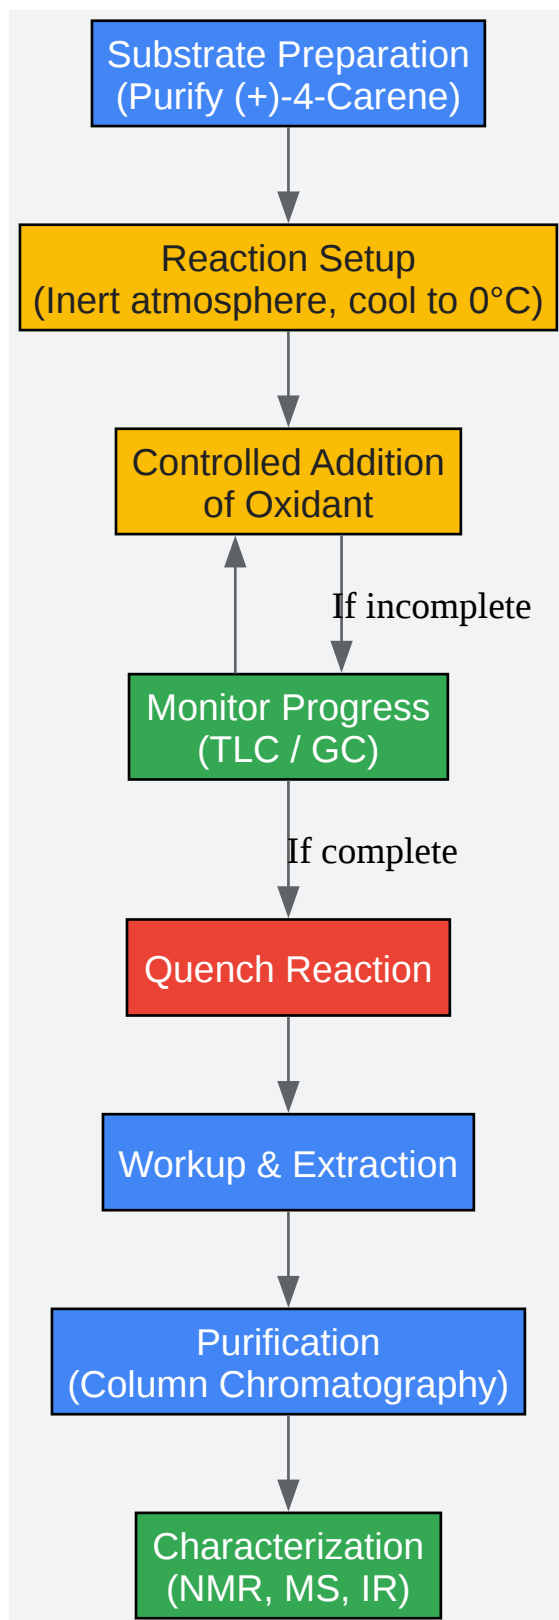 Substrate Preparation
(Purify (+)-4-Carene)
Reaction Setup
(Inert atmosphere, cool to 0°C)
Controlled Addition
of Oxidant
If incomplete
Monitor Progress
(TLC / GC)
If complete
Quench Reaction
Workup & Extraction
Purification
(Column Chromatography)
Characterization
(NMR, MS, IR)